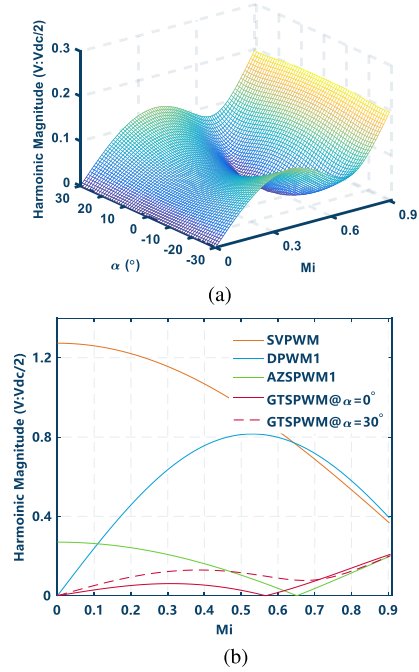 0.3
0.2
0.1
0
Harmoinic Magnitude (V:Vdc/2)
30
20
10
0
-10
-20
-30
α (°)
0
0.3
0.6
0.9
Mi
(a)
SVPWM
DPWM1
AZSPWM1
GTSPWM@α=0°
GTSPWM@α=30°
1.2
0.8
0.4
0
Harmoinic Magnitude (V:Vdc/2)
0 0.1 0.2 0.3 0.4 0.5 0.6 0.7 0.8 0.9
Mi
(b)